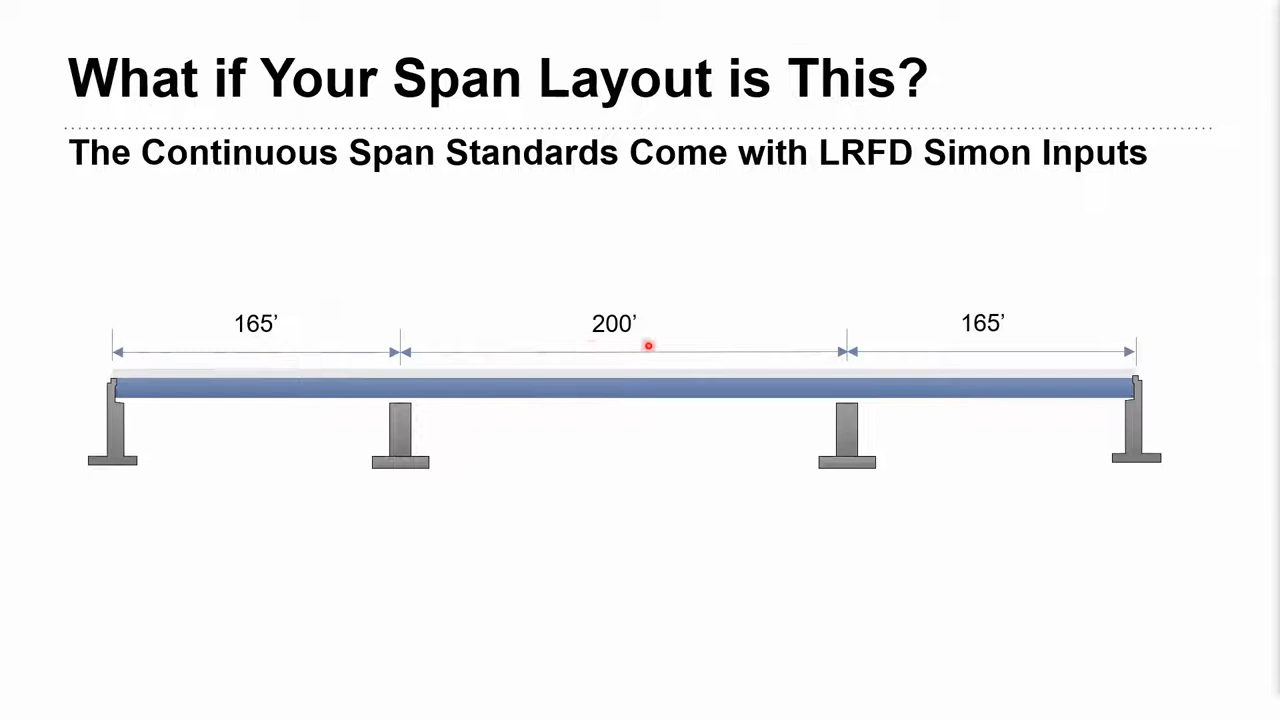 What if Your Span Layout is This?
The Continuous Span Standards Come with LRFD Simon Inputs
165’ 200’ 165’